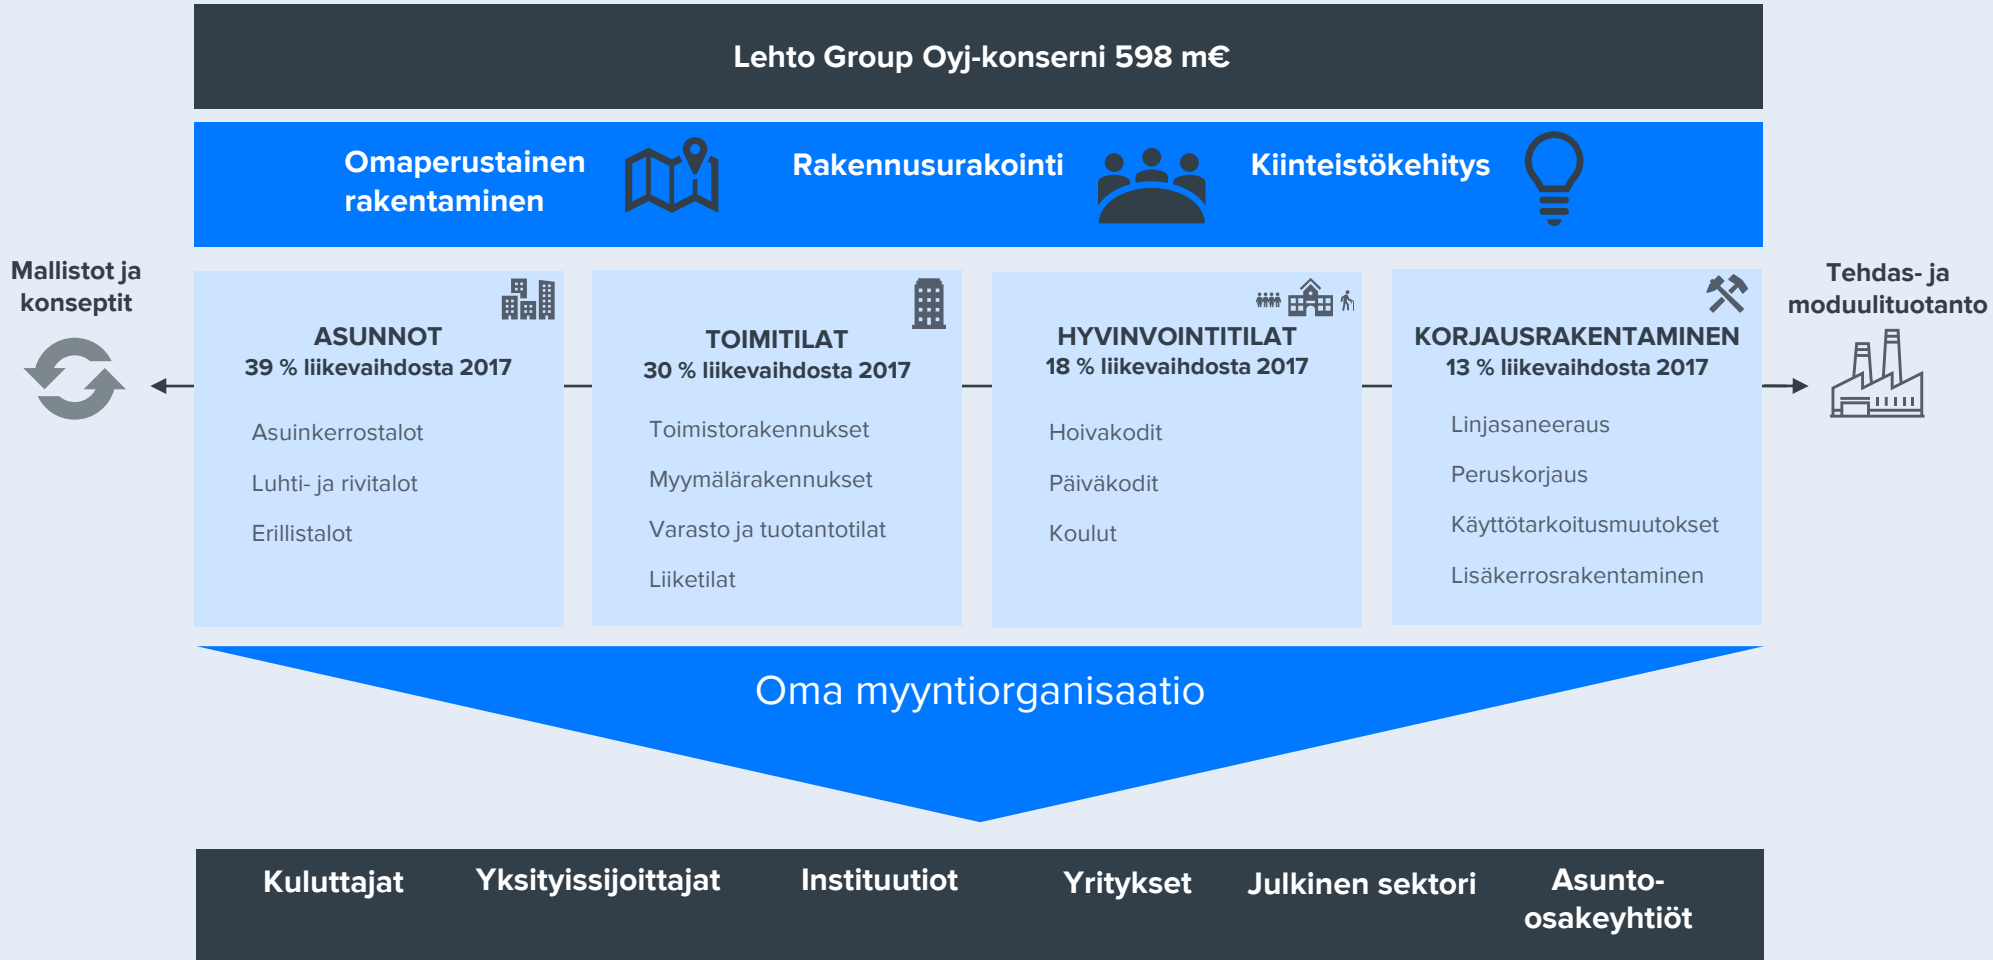 Lehto Group Oyj-konserni 598 m€
Omaperustainen
rakentaminen
Rakennusurakointi
Kiinteistökehitys
Mallistot ja
konseptit
ASUNNOT
39 % liikevaihdosta 2017
Asuinkerrostalot
Luhti- ja rivitalot
Erillistalot
TOIMITILAT
30 % liikevaihdosta 2017
Toimistorakennukset
Myymälärakennukset
Varasto ja tuotantotilat
Liiketilat
HYVINVOINTITILAT
18 % liikevaihdosta 2017
Hoivakodit
Päiväkodit
Koulut
KORJAUSRAKENTAMINEN
13 % liikevaihdosta 2017
Linjasaneeraus
Peruskorjaus
Käyttötarkoitusmuutokset
Lisäkerrosrakentaminen
Tehdas- ja
moduulituotanto
Oma myyntiorganisaatio
Kuluttajat
Yksityissijoittajat
Instituutiot
Yritykset
Julkinen sektori
Asunto-
osakeyhtiöt